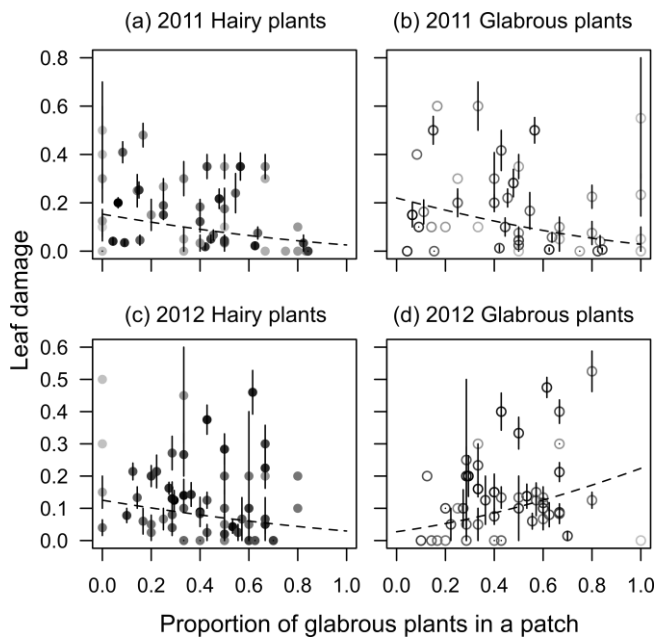 (a) 2011 Hairy plants
(b) 2011 Glabrous plants
0.8
0.6
0.4
0.2
0.0
(c) 2012 Hairy plants
(d) 2012 Glabrous plants
0.6
0.5
0.4
0.3
0.2
0.1
0.0
0.0 0.2 0.4 0.6 0.8 1.0
0.0 0.2 0.4 0.6 0.8 1.0
Leaf damage
Proportion of glabrous plants in a patch